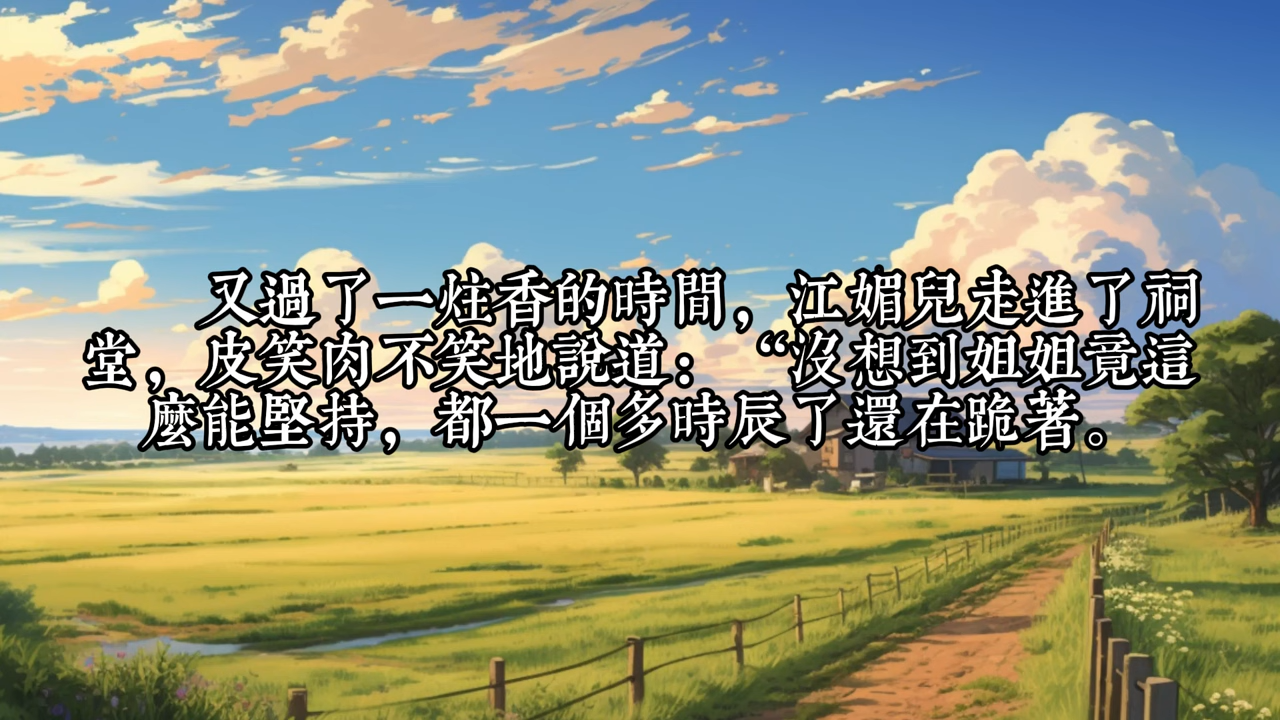 又過了一炷香的時間，江媚兒走進了祠
堂，皮笑肉不笑地說道：“沒想到姐姐竟這
麼能堅持，都一個多時辰了還在跪著。